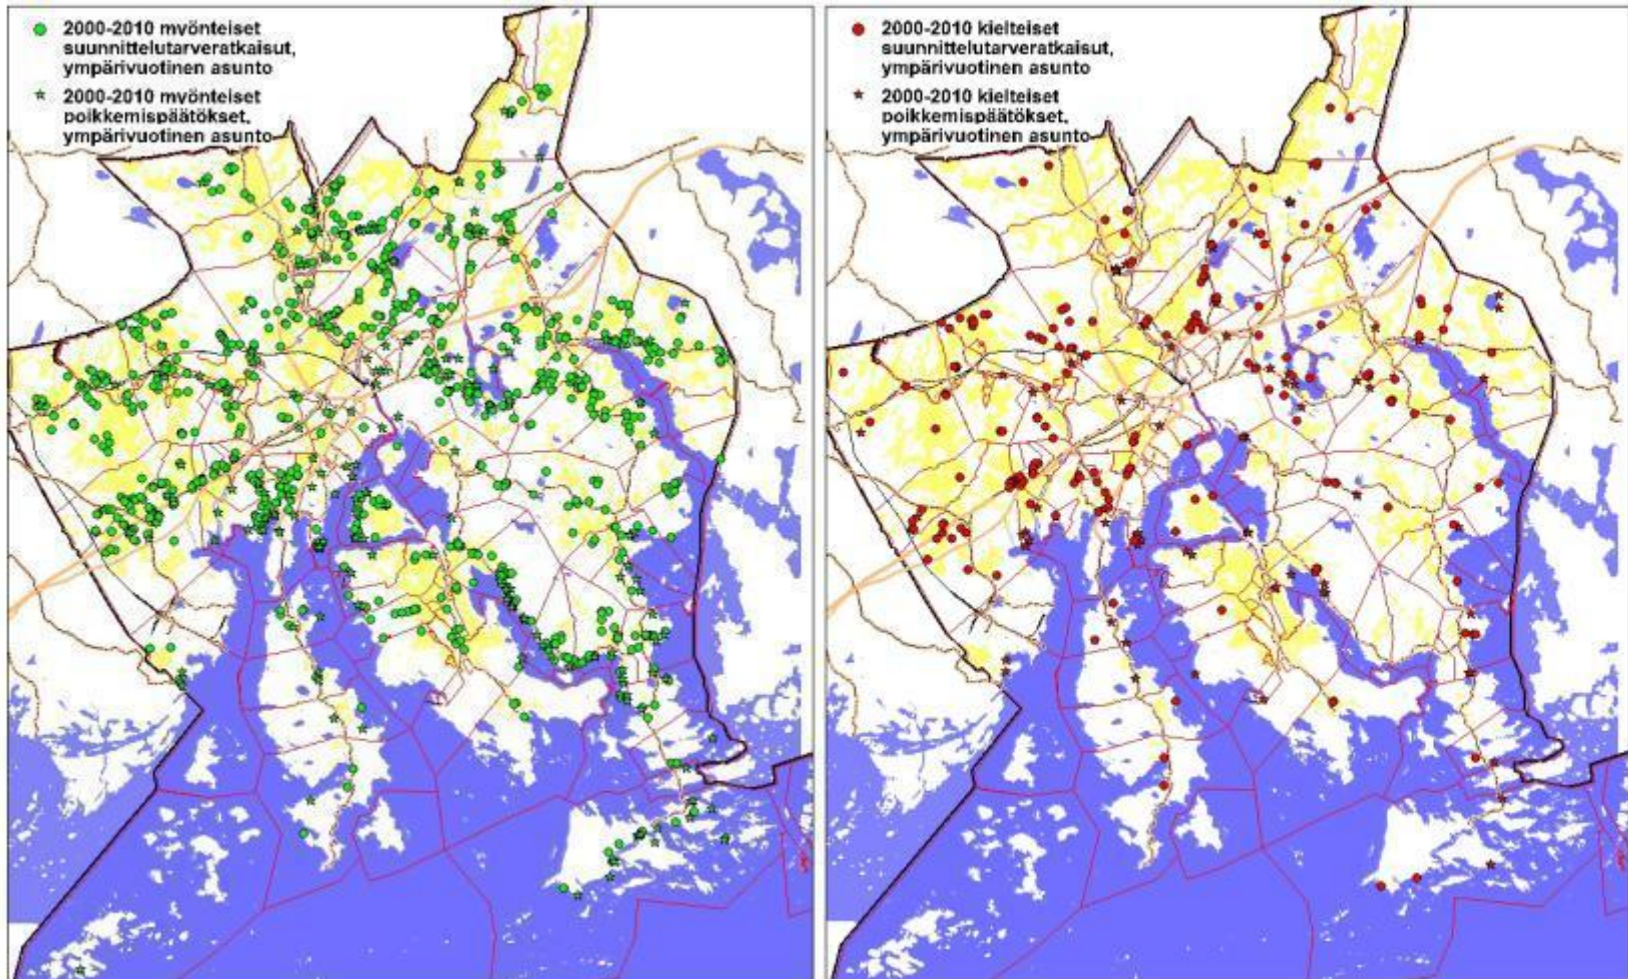 2000-2010 myönteiset
suunnittelutarveratkaisut,
ympärivuotinen asunto
2000-2010 myönteiset
poikkemispäätökset,
ympärivuotinen asunto
2000-2010 kielteiset
suunnittelutarveratkaisut,
ympärivuotinen asunto
2000-2010 kielteiset
poikkemispäätökset,
ympärivuotinen asunto